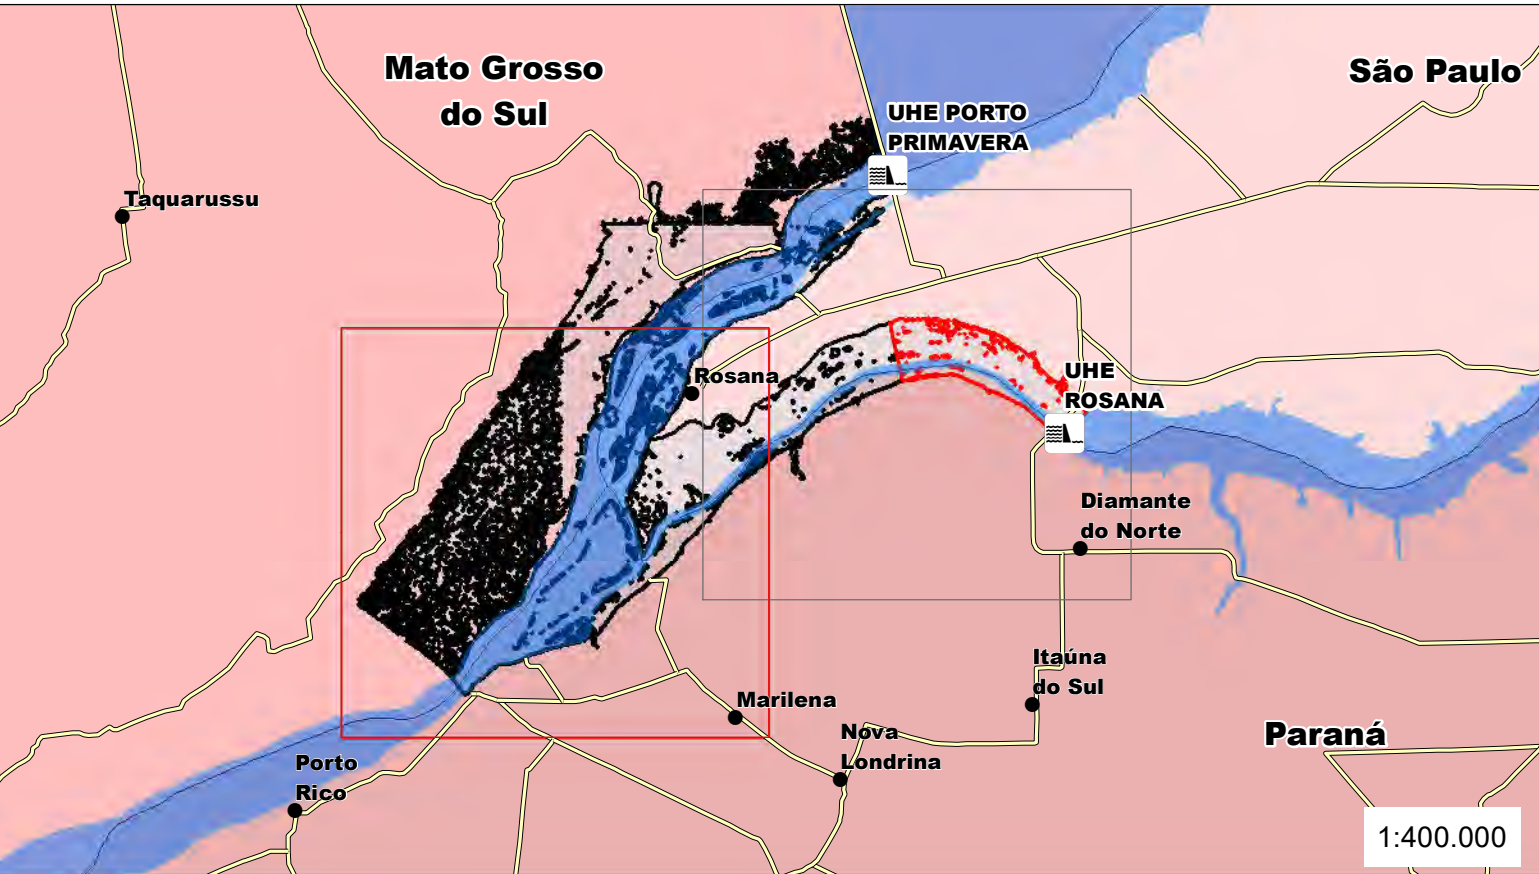 Mato Grosso
do Sul
São Paulo
UHE PORTO
PRIMAVERA
Taquarussu
Rosana
UHE
ROSANA
Diamante
do Norte
Itaúna
do Sul
Marilena
Nova
Londrina
Paraná
Porto
Rico
1:400.000